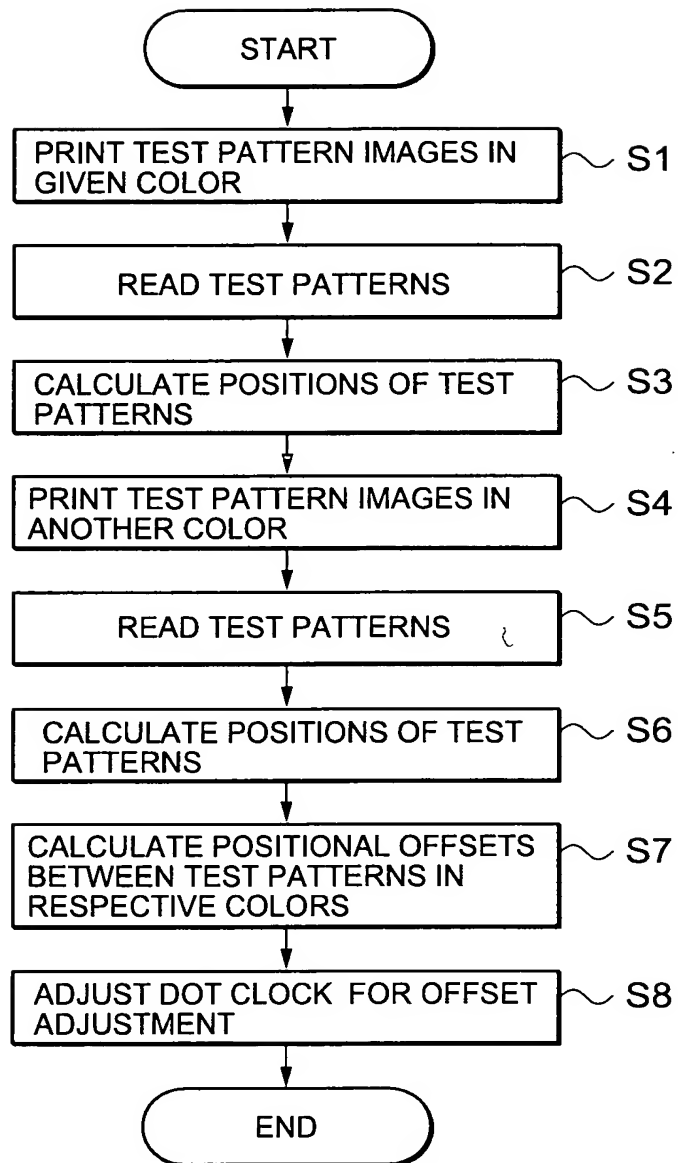 START
PRINT TEST PATTERN IMAGES IN
GIVEN COLOR
S1
READ TEST PATTERNS
S2
CALCULATE POSITIONS OF TEST
PATTERNS
S3
PRINT TEST PATTERN IMAGES IN
ANOTHER COLOR
S4
READ TEST PATTERNS
S5
CALCULATE POSITIONS OF TEST
PATTERNS
S6
CALCULATE POSITIONAL OFFSETS
BETWEEN TEST PATTERNS IN
RESPECTIVE COLORS
S7
ADJUST DOT CLOCK FOR OFFSET
ADJUSTMENT
S8
END